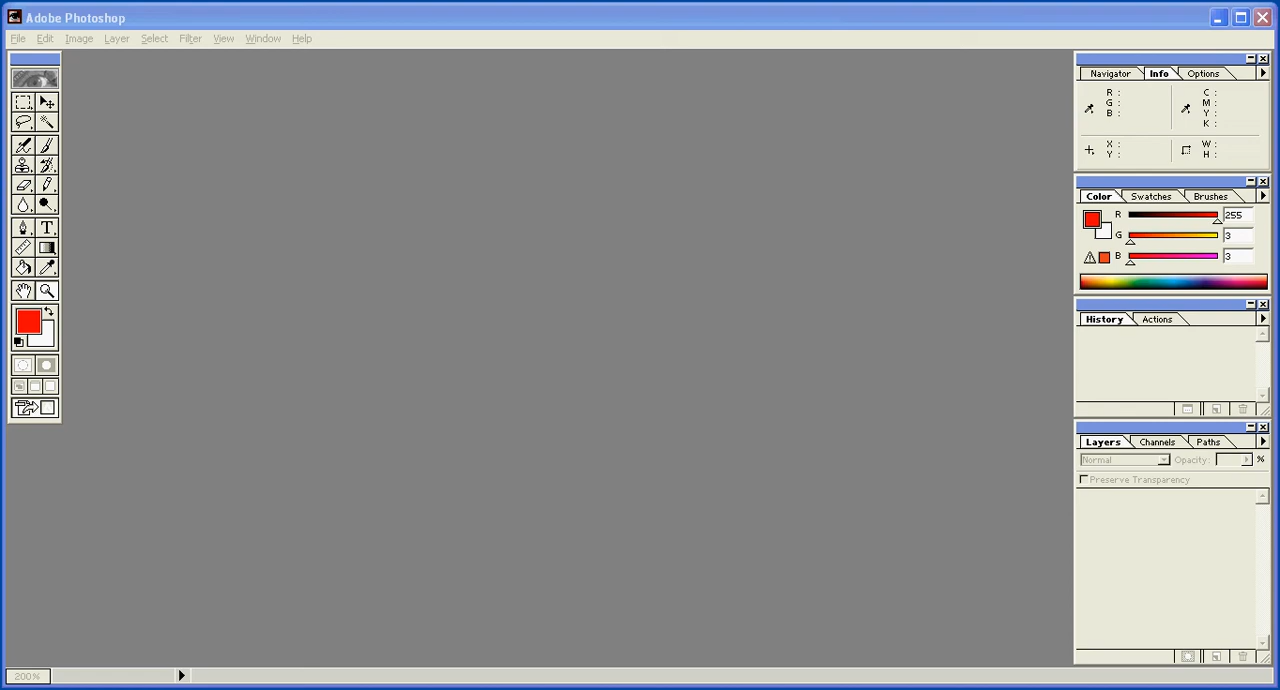 Adobe Photoshop
File Edit Image Layer Select Filter View Window Help
Navigator Info Options
R : C :
G : M :
B : Y :
K :
X : W :
Y : H :
Color Swatches Brushes
R 255
G 3
B 3
History Actions
Layers Channels Paths
Normal Opacity: %
Preserve Transparency
T
200%